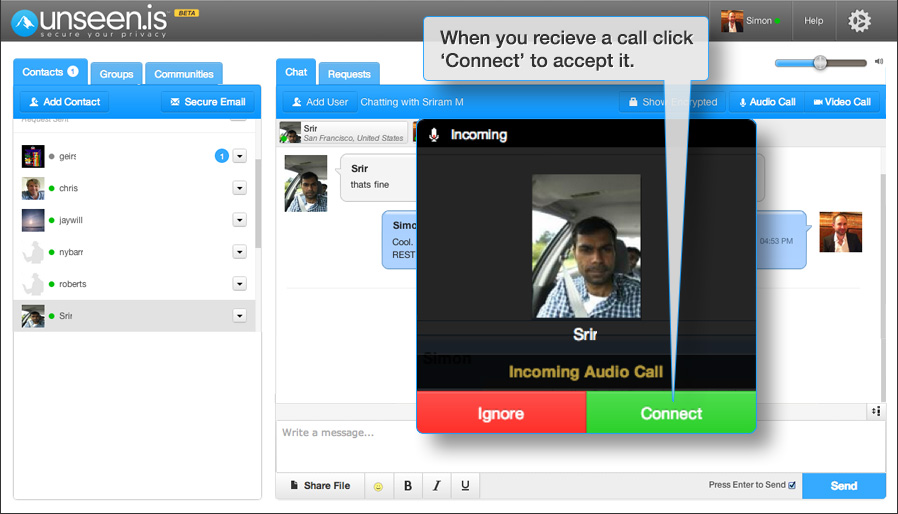 unseen.is™ BETA
secure your privacy
Simon
Help
When you recieve a call click
‘Connect’ to accept it.
Contacts 1
Groups
Communities
Chat
Requests
Add Contact
Secure Email
Add User
Chatting with Sriram M
Show Encrypted
Audio Call
Video Call
Request Sent
Srir
San Francisco, United States
Incoming
geirs
1
chris
jaywill
nybarr
roberts
Srir
Srir
thats fine
Simo
Cool.
REST
04:53 PM
Srir
Simon
Incoming Audio Call
Ignore
Connect
Write a message...
Share File
B
I
U
Press Enter to Send
Send